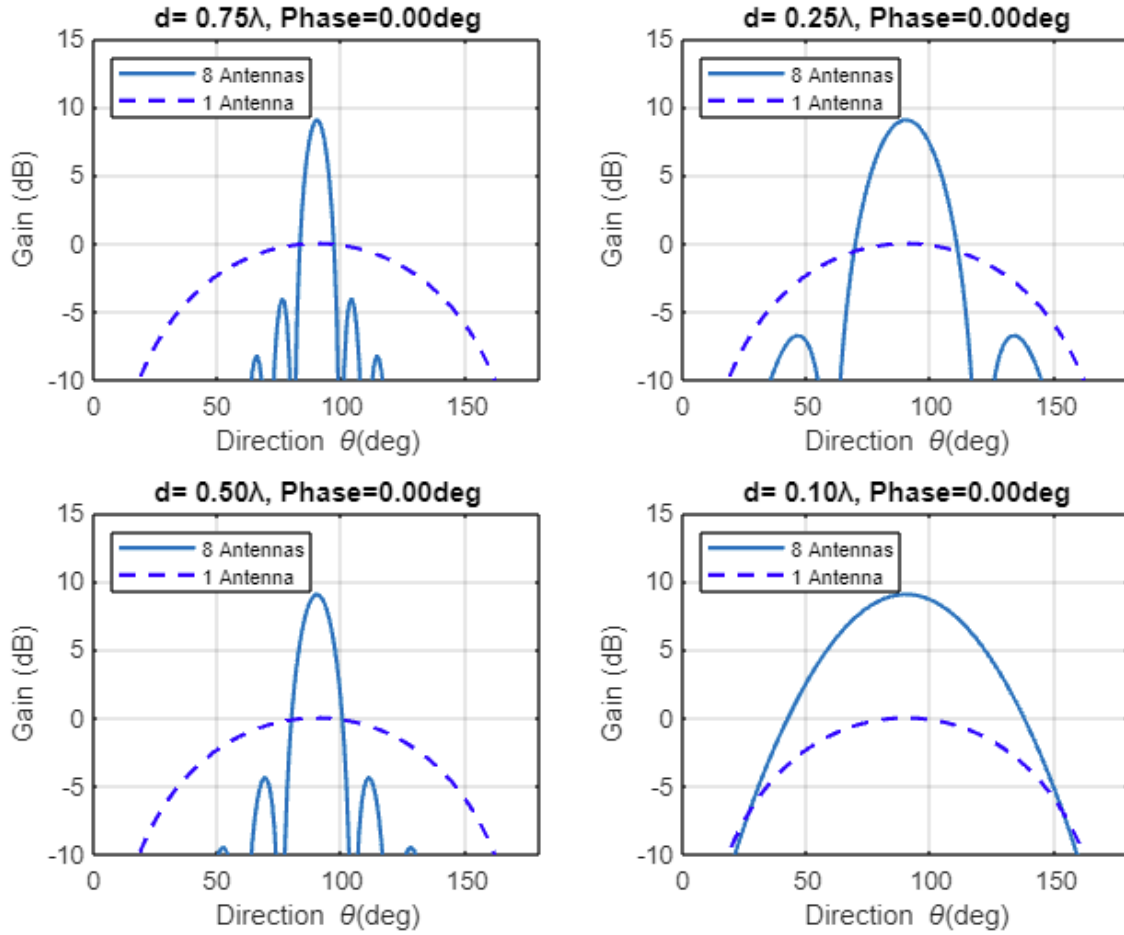 d= 0.75λ, Phase=0.00deg
15
10
5
0
-5
-10
Gain (dB)
8 Antennas
1 Antenna
0
50
100
150
Direction θ(deg)
d= 0.25λ, Phase=0.00deg
15
10
5
0
-5
-10
Gain (dB)
8 Antennas
1 Antenna
0
50
100
150
Direction θ(deg)
d= 0.50λ, Phase=0.00deg
15
10
5
0
-5
-10
Gain (dB)
8 Antennas
1 Antenna
0
50
100
150
Direction θ(deg)
d= 0.10λ, Phase=0.00deg
15
10
5
0
-5
-10
Gain (dB)
8 Antennas
1 Antenna
0
50
100
150
Direction θ(deg)